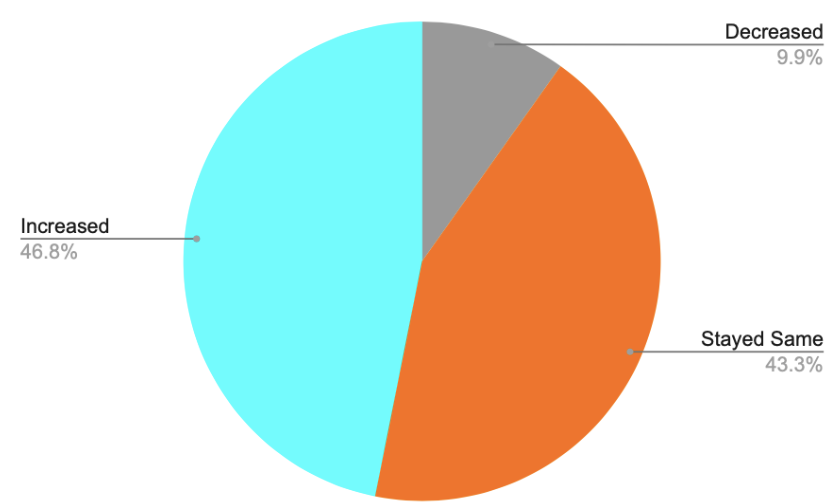 Decreased
9.9%
Increased
46.8%
Stayed Same
43.3%